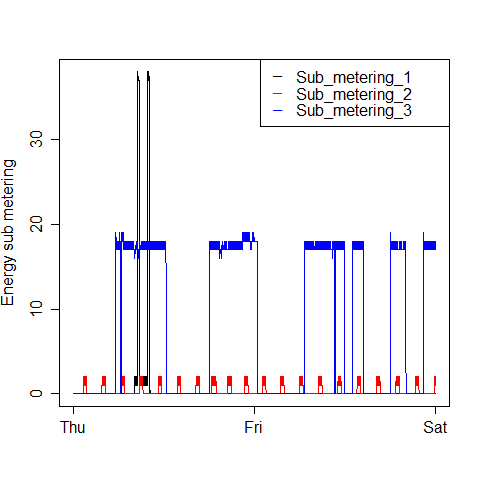 Sub_metering_1
Sub_metering_2
Sub_metering_3
Energy sub metering
30
20
10
0
Thu
Fri
Sat